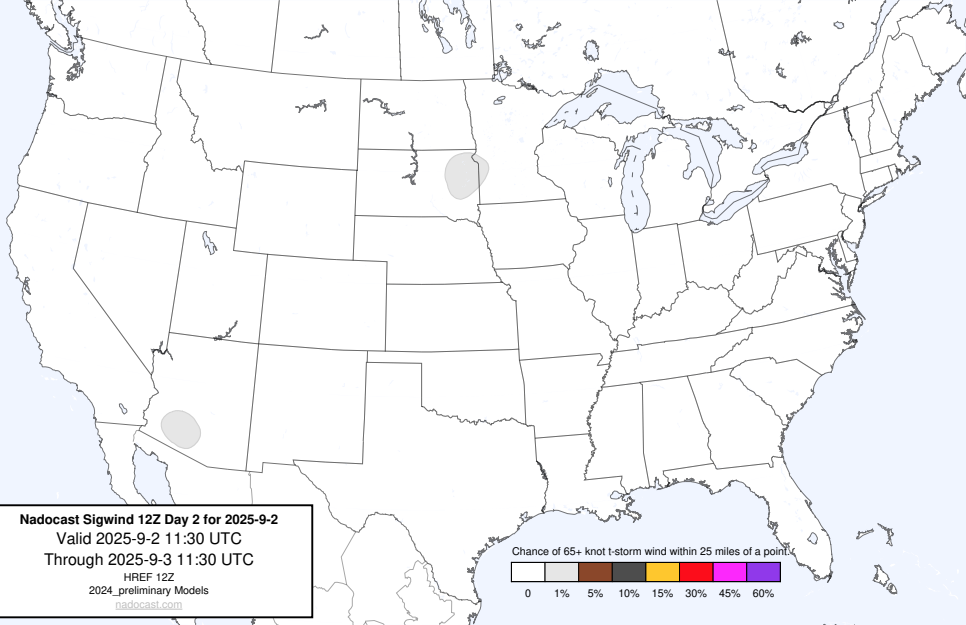 Nadocast Sigwind 12Z Day 2 for 2025-9-2
Valid 2025-9-2 11:30 UTC
Through 2025-9-3 11:30 UTC
HREF 12Z
2024_preliminary Models
nadocast.com
Chance of 65+ knot t-storm wind within 25 miles of a point.
0 1% 5% 10% 15% 30% 45% 60%